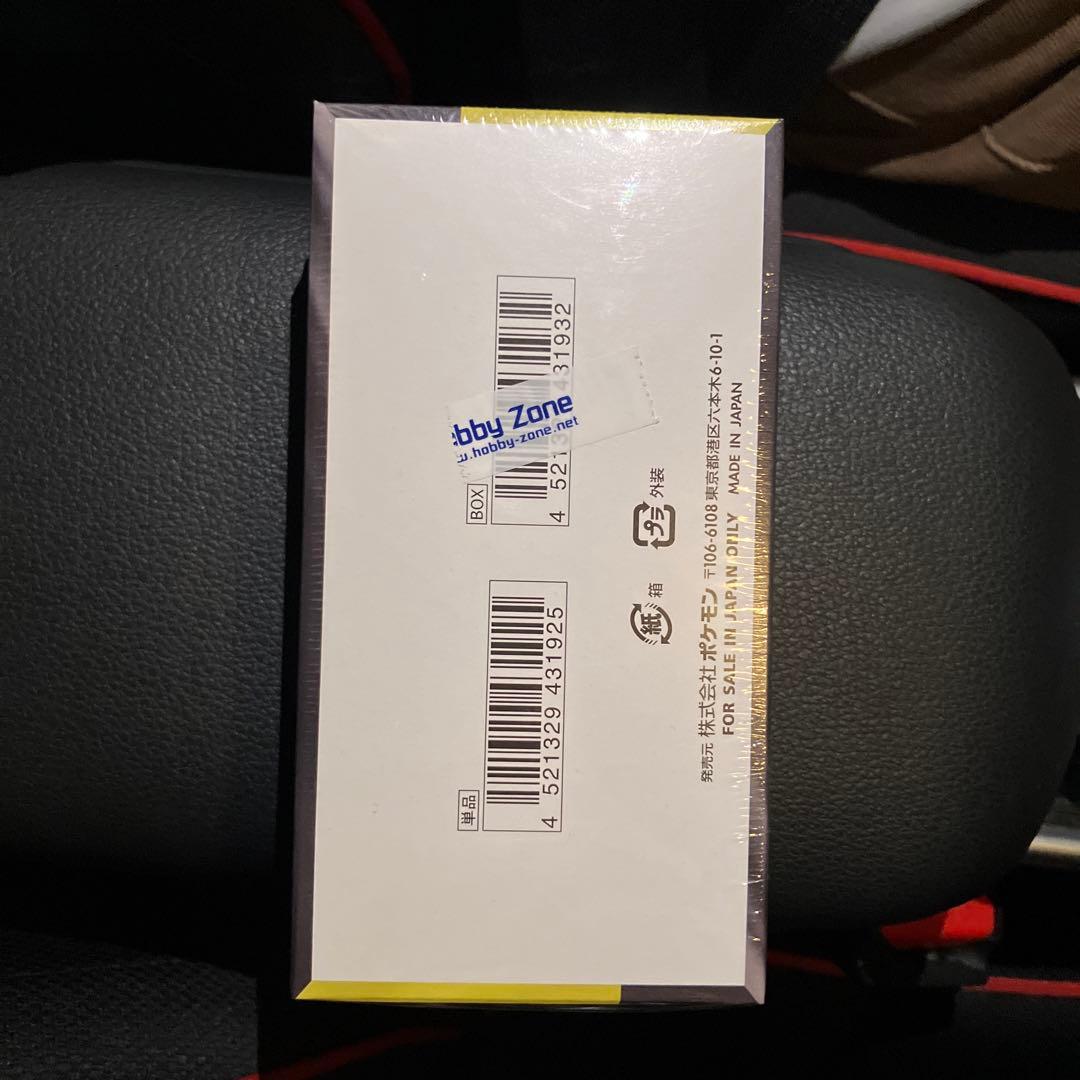 BOX
4 5213 431932
bby Zone
w.hobby-zone.net
単品
4 521329 431925
プラ 外装
紙 箱
発売元 株式会社 ポケモン 〒106-6108 東京都港区六本木6-10-1
FOR SALE IN JAPAN ONLY MADE IN JAPAN